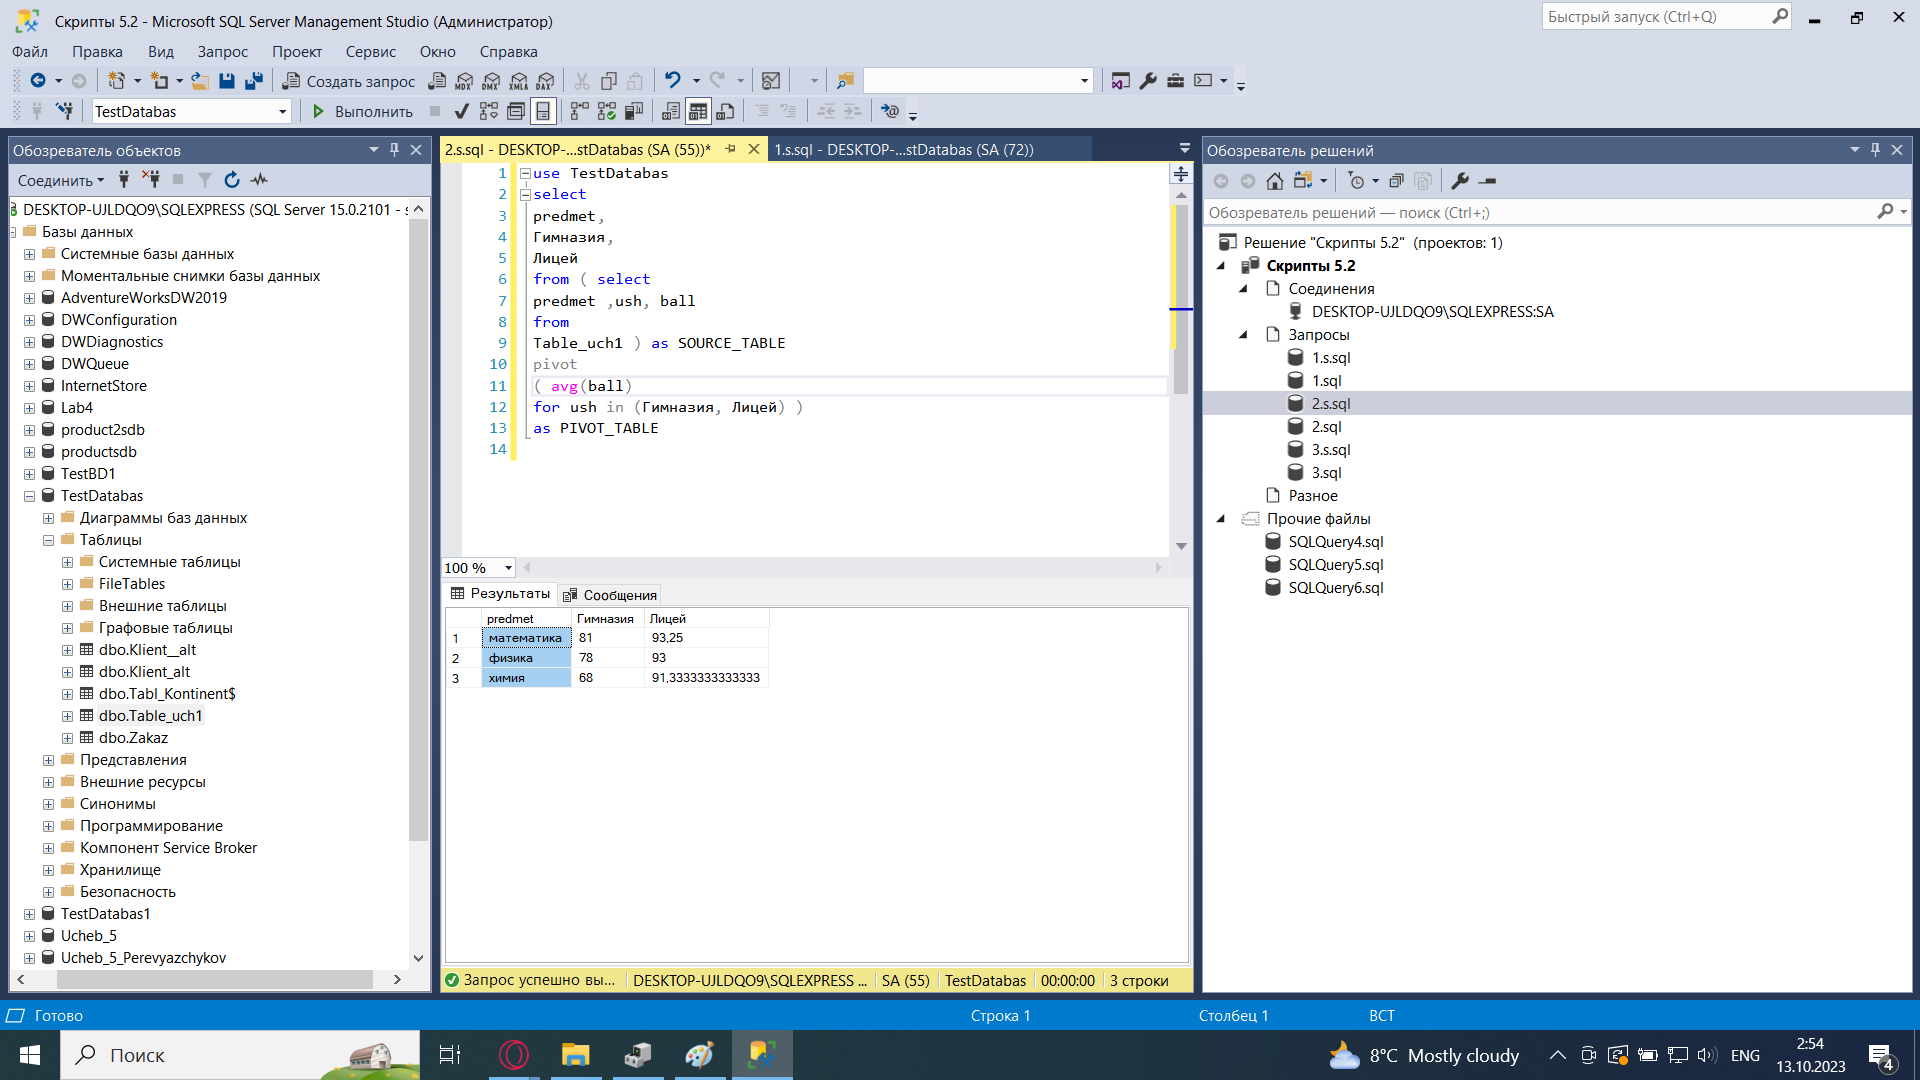 Скрипты 5.2 - Microsoft SQL Server Management Studio (Администратор)
Быстрый запуск (Ctrl+Q)
Файл Правка Вид Запрос Проект Сервис Окно Справка
Создать запрос MDX DMX XMLA DAX
TestDatabas Выполнить
Обозреватель объектов
Соединить
DESKTOP-UJLDQO9\SQLEXPRESS (SQL Server 15.0.2101 - s
Базы данных
Системные базы данных
Моментальные снимки базы данных
AdventureWorksDW2019
DWConfiguration
DWDiagnostics
DWQueue
InternetStore
Lab4
product2sdb
productsdb
TestBD1
TestDatabas
Диаграммы баз данных
Таблицы
Системные таблицы
FileTables
Внешние таблицы
Графовые таблицы
dbo.Klient__alt
dbo.Klient_alt
dbo.Tabl_Kontinent$
dbo.Table_uch1
dbo.Zakaz
Представления
Внешние ресурсы
Синонимы
Программирование
Компонент Service Broker
Хранилище
Безопасность
TestDatabas1
Ucheb_5
Ucheb_5_Perevyazchykov
2.s.sql - DESKTOP-...stDatabas (SA (55))* 1.s.sql - DESKTOP-...stDatabas (SA (72))
1 use TestDatabas
2 select
3 predmet,
4 Гимназия,
5 Лицей
6 from ( select
7 predmet ,ush, ball
8 from
9 Table_uch1 ) as SOURCE_TABLE
10 pivot
11 ( avg(ball)
12 for ush in (Гимназия, Лицей) )
13 as PIVOT_TABLE
14
100 %
Результаты Сообщения
predmet Гимназия Лицей
1 математика 81 93,25
2 физика 78 93
3 химия 68 91,3333333333333
Запрос успешно вы... DESKTOP-UJLDQO9\SQLEXPRESS ... SA (55) TestDatabas 00:00:00 3 строки
Обозреватель решений
Обозреватель решений — поиск (Ctrl+;)
Решение "Скрипты 5.2" (проектов: 1)
Скрипты 5.2
Соединения
DESKTOP-UJLDQO9\SQLEXPRESS:SA
Запросы
1.s.sql
1.sql
2.s.sql
2.sql
3.s.sql
3.sql
Разное
Прочие файлы
SQLQuery4.sql
SQLQuery5.sql
SQLQuery6.sql
Готово Строка 1 Столбец 1 ВСТ
Поиск 8°C Mostly cloudy ENG 2:54
13.10.2023 4